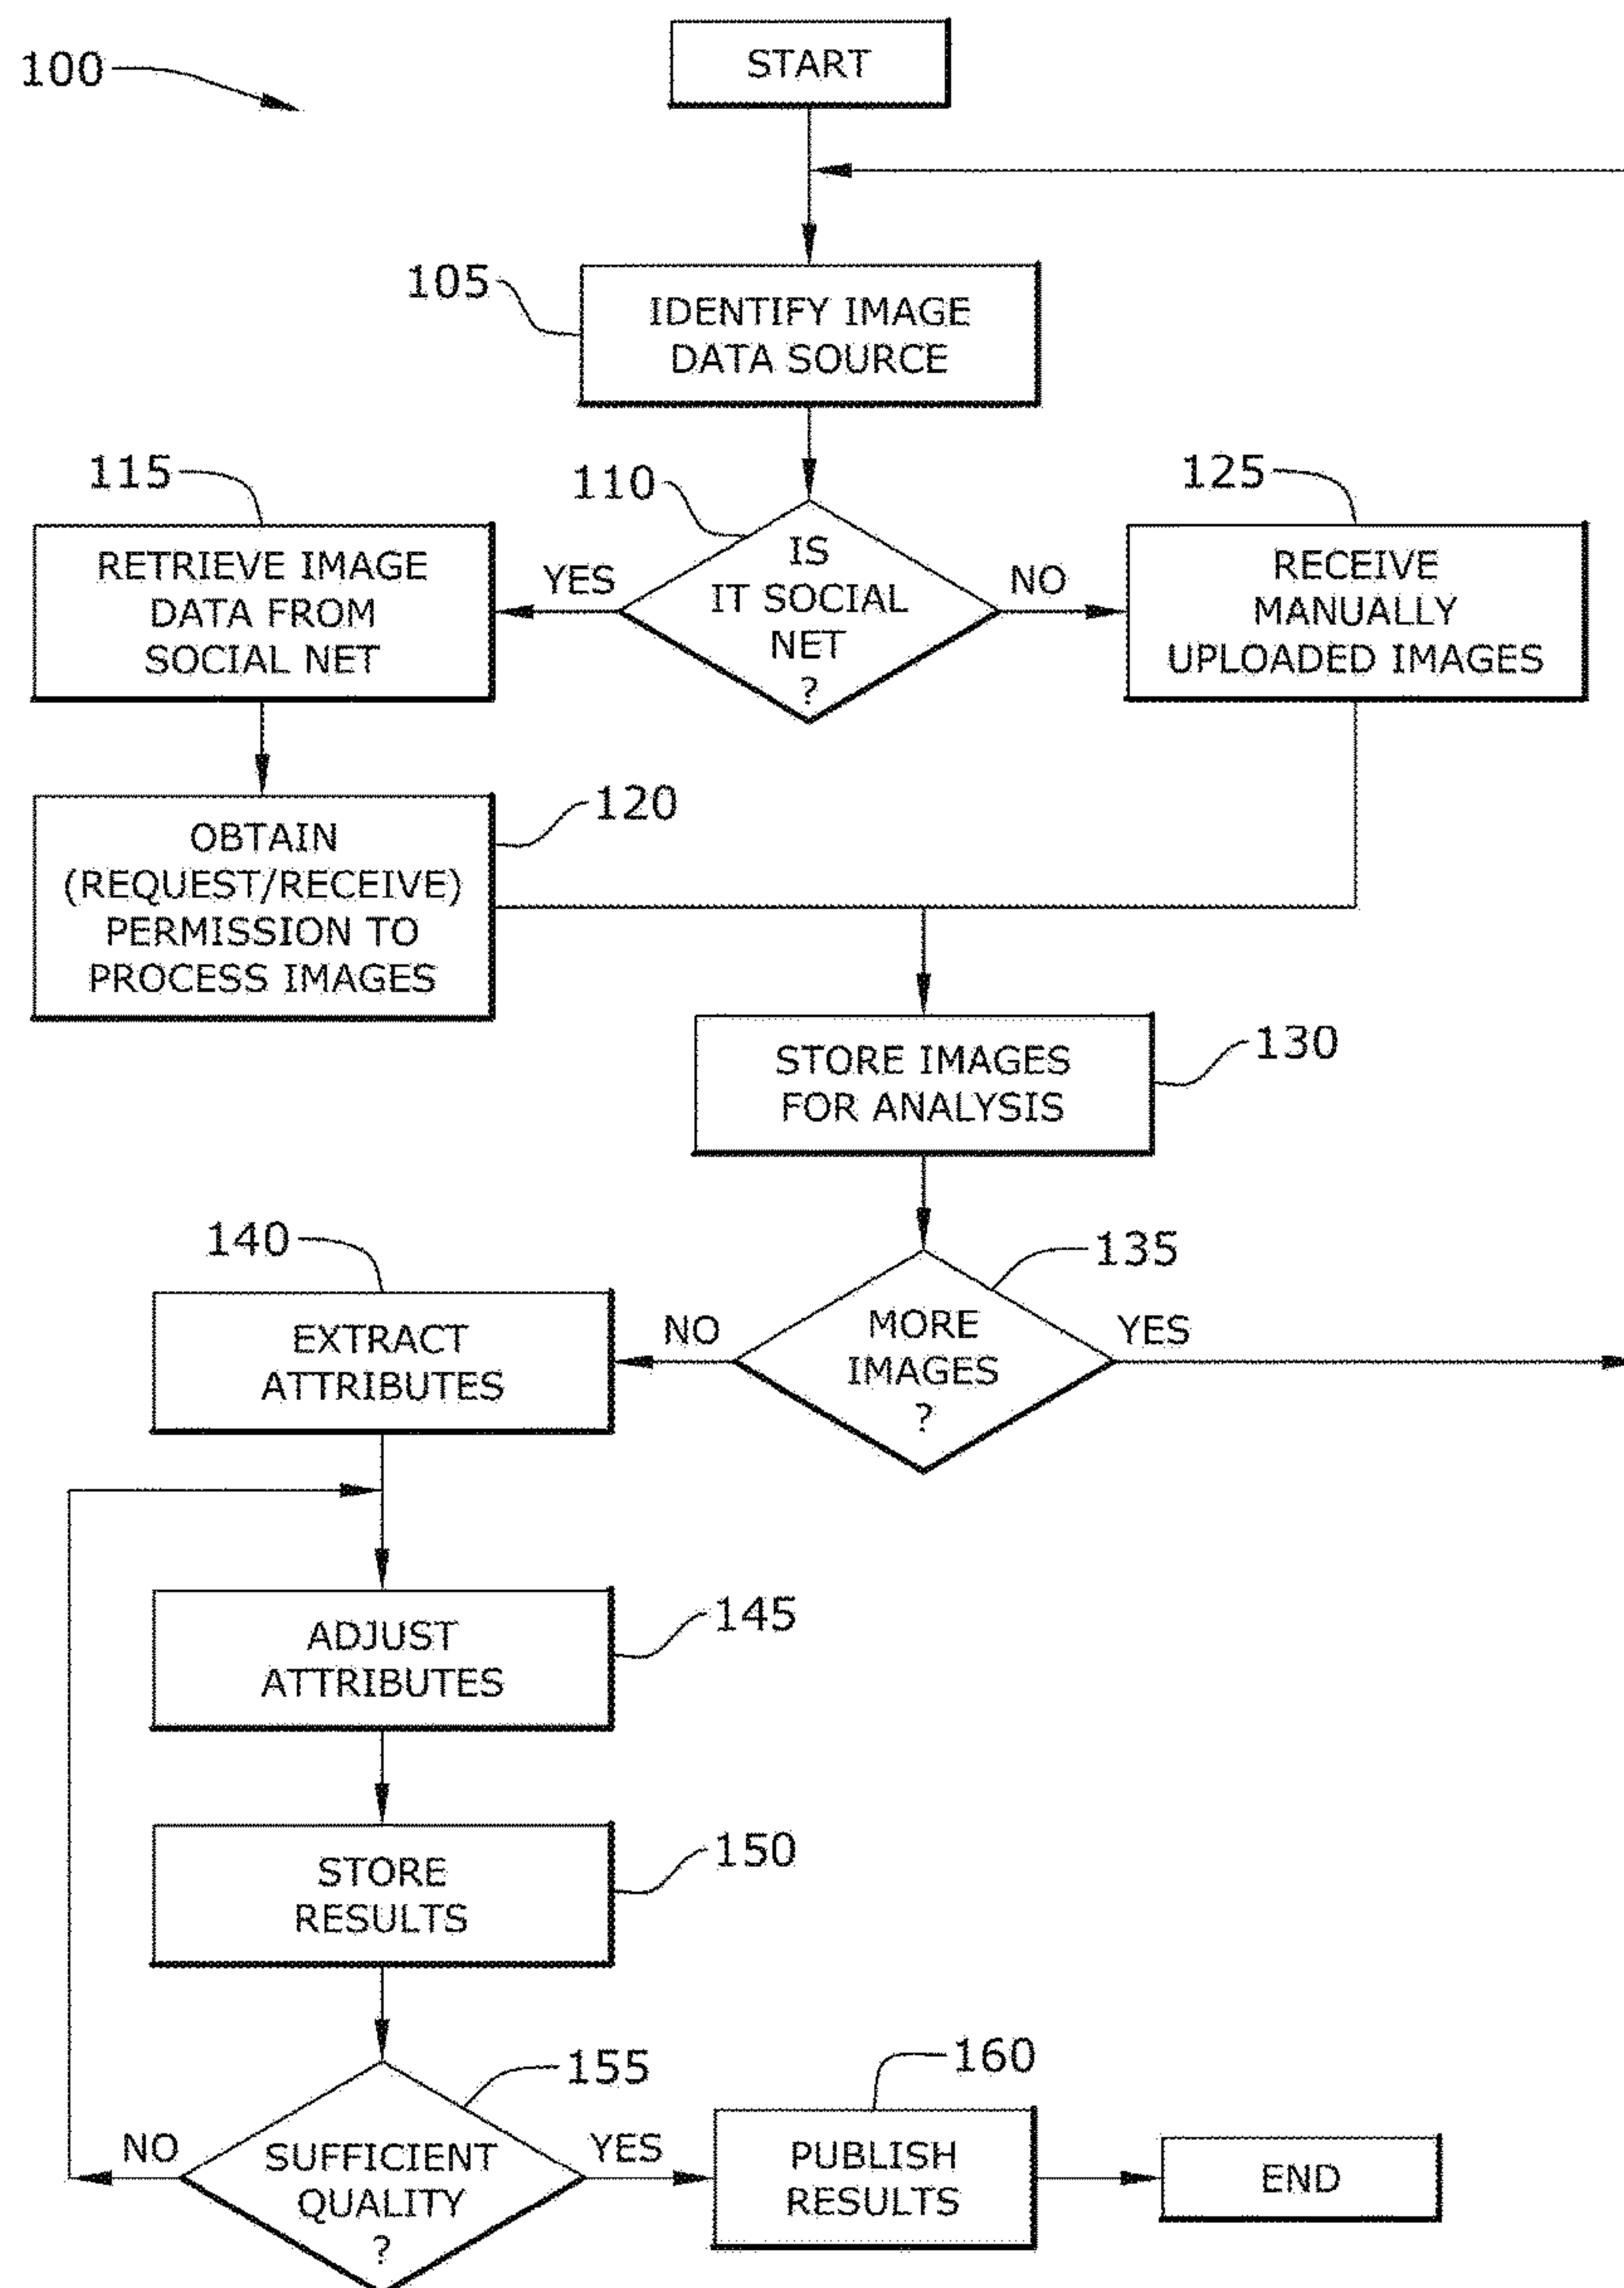 100
START
105
IDENTIFY IMAGE
DATA SOURCE
115
110
125
RETRIEVE IMAGE
DATA FROM
SOCIAL NET
YES
IS
IT SOCIAL
NET
?
NO
RECEIVE
MANUALLY
UPLOADED IMAGES
120
OBTAIN
(REQUEST/RECEIVE)
PERMISSION TO
PROCESS IMAGES
130
STORE IMAGES
FOR ANALYSIS
140
135
EXTRACT
ATTRIBUTES
NO
MORE
IMAGES
?
YES
145
ADJUST
ATTRIBUTES
150
STORE
RESULTS
155
160
NO
SUFFICIENT
QUALITY
?
YES
PUBLISH
RESULTS
END